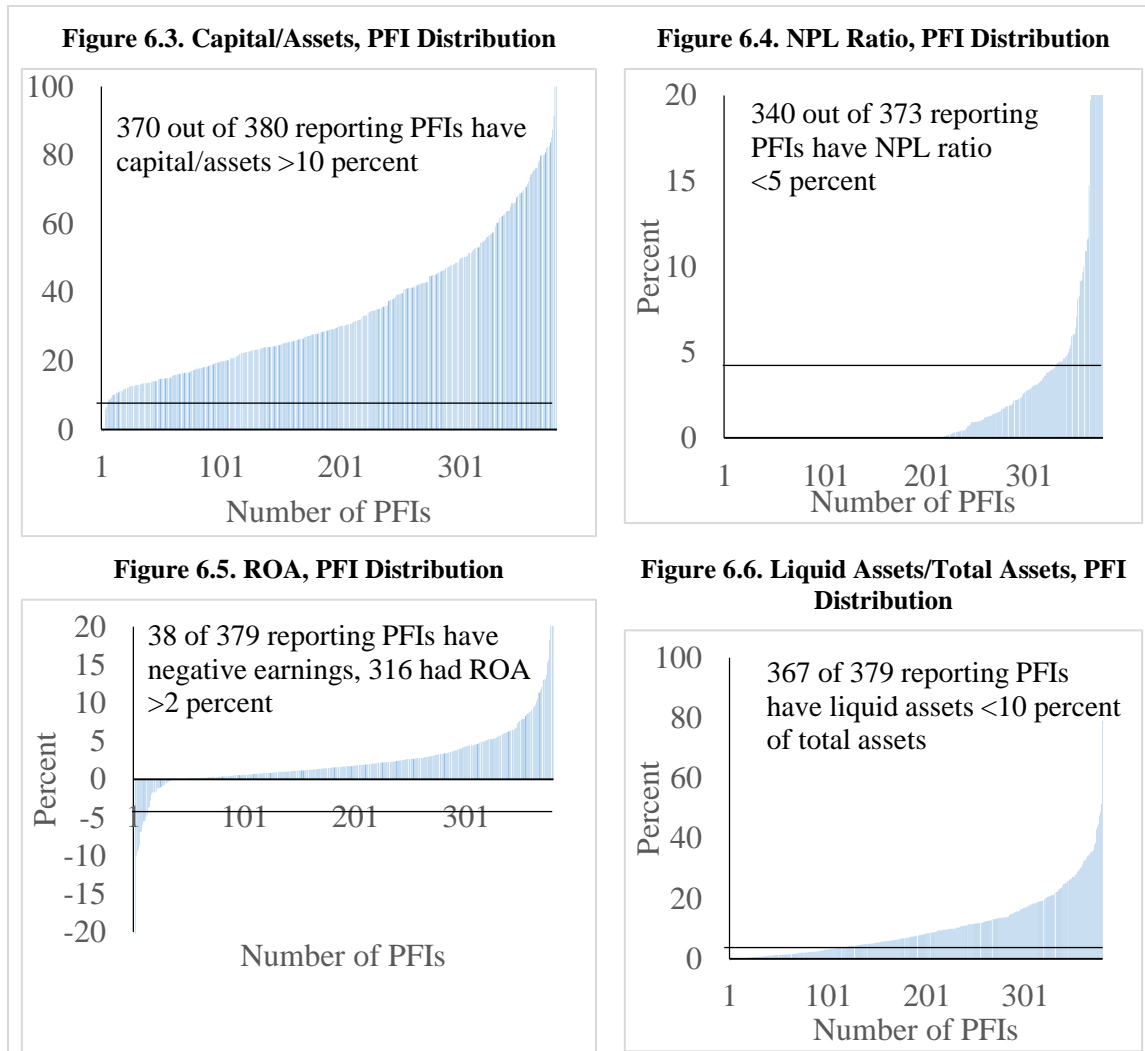 Figure 6.3. Capital/Assets, PFI Distribution
100
80
60
40
20
0
370 out of 380 reporting PFIs have
capital/assets >10 percent
1
101
201
301
Number of PFIs
Figure 6.4. NPL Ratio, PFI Distribution
20
15
10
5
0
Percent
340 out of 373 reporting
PFIs have NPL ratio
<5 percent
1
101
201
301
Number of PFIs
Figure 6.5. ROA, PFI Distribution
20
15
10
5
0
-5
-10
-15
-20
Percent
38 of 379 reporting PFIs have
negative earnings, 316 had ROA
>2 percent
1
101
201
301
Number of PFIs
Figure 6.6. Liquid Assets/Total Assets, PFI
Distribution
100
80
60
40
20
0
Percent
367 of 379 reporting PFIs
have liquid assets <10 percent
of total assets
1
101
201
301
Number of PFIs